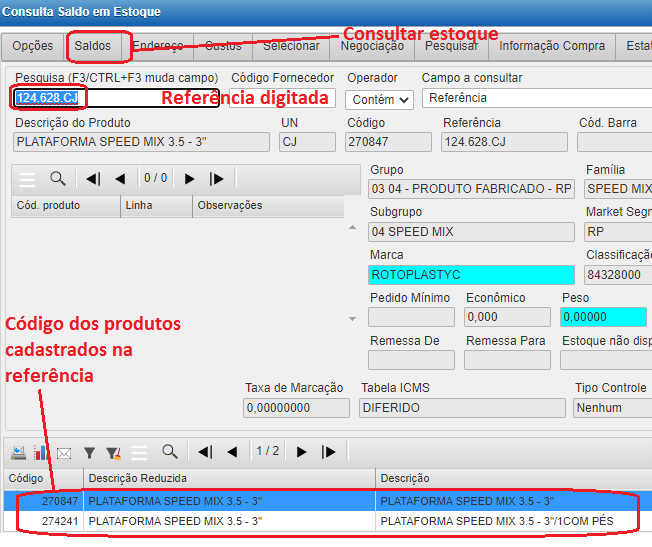 Consulta Saldo em Estoque
Consultar estoque
Opções Saldos Endereço Custos Selecionar Negociação Pesquisar Informação Compra Estat
Pesquisa (F3/CTRL+F3 muda campo) Código Fornecedor Operador Campo a consultar
124.628.CJ Referência digitada Contém Referência
Descrição do Produto UN Código Referência Cód. Barra
PLATAFORMA SPEED MIX 3.5 - 3" CJ 270847 124.628.CJ
0 / 0
Cód. produto Linha Observações
Grupo Família
03 04 - PRODUTO FABRICADO - RP SPEED MIX
Subgrupo Market Segm
04 SPEED MIX RP
Marca Classificação
ROTOPLASTYC 84328000
Pedido Mínimo Econômico Peso
0,000 0,00000
Remessa De Remessa Para Estoque não disp
Código dos produtos
cadastrados na
referência
Taxa de Marcação Tabela ICMS Tipo Controle
0,00000000 DIFERIDO Nenhum
1 / 2
Código Descrição Reduzida Descrição
270847 PLATAFORMA SPEED MIX 3.5 - 3" PLATAFORMA SPEED MIX 3.5 - 3"
274241 PLATAFORMA SPEED MIX 3.5 - 3" PLATAFORMA SPEED MIX 3.5 - 3"/1COM PÉS